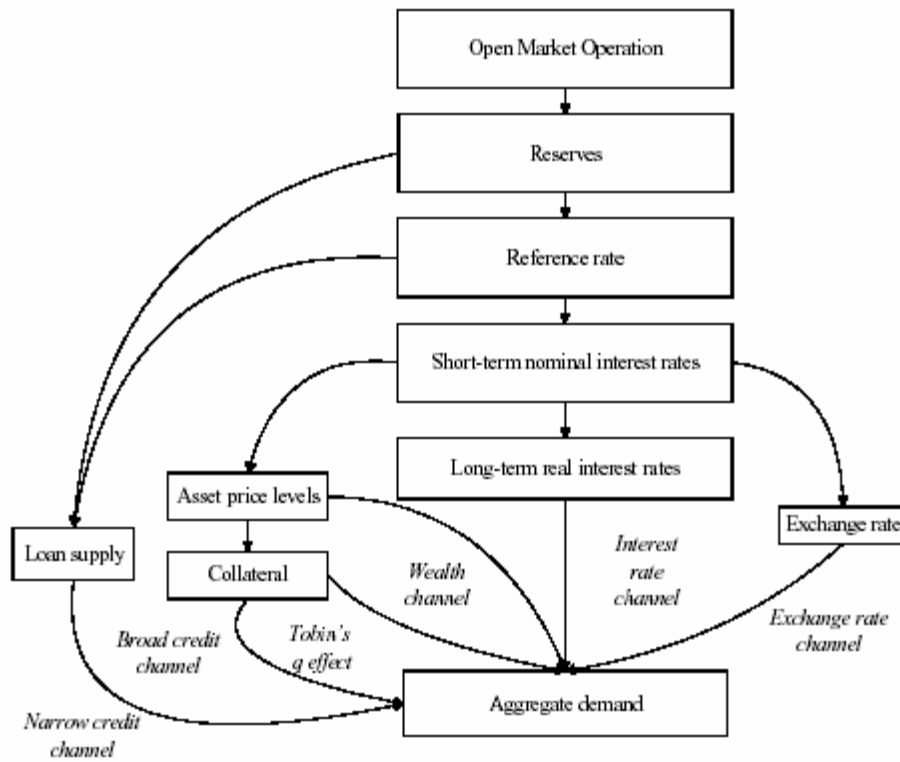 Open Market Operation
Reserves
Reference rate
Short-term nominal interest rates
Long-term real interest rates
Asset price levels
Exchange rate
Loan supply
Collateral
Wealth
channel
Interest
rate
channel
Exchange rate
channel
Broad credit
channel
Tobin's
q effect
Aggregate demand
Narrow credit
channel